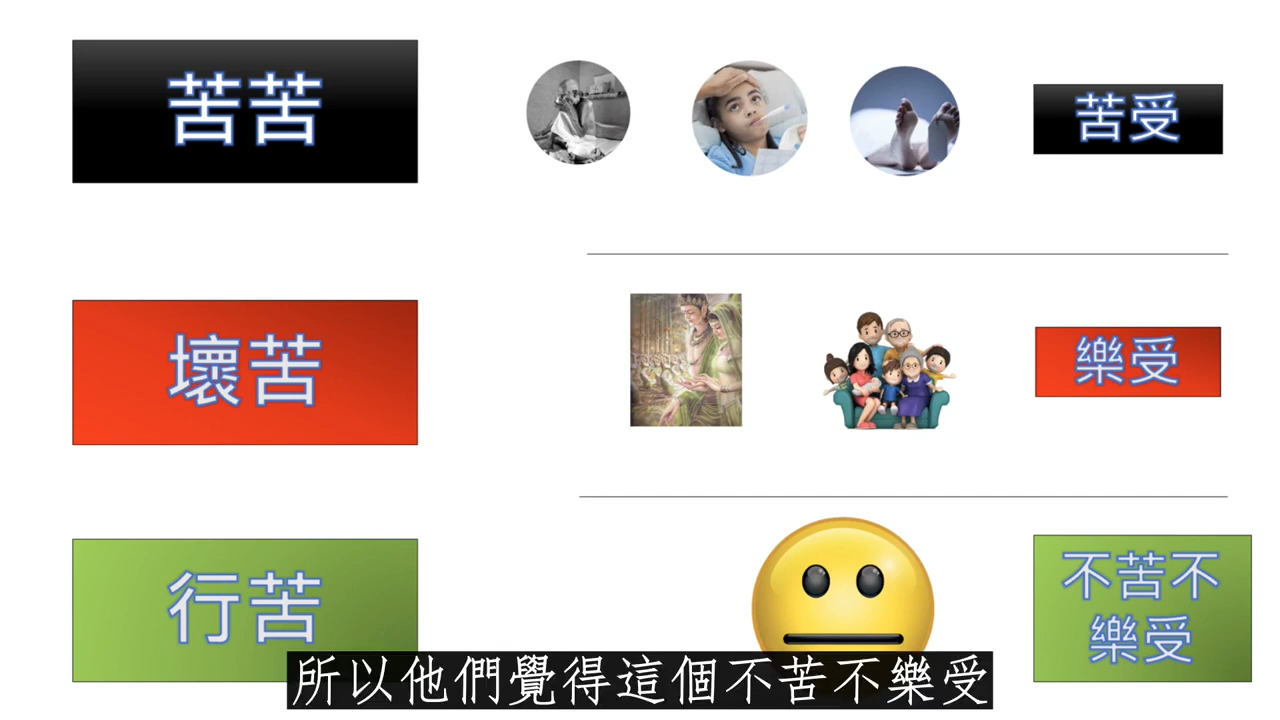 苦苦
苦受
壞苦
樂受
行苦
不苦不
樂受
所以他們覺得這個不苦不樂受